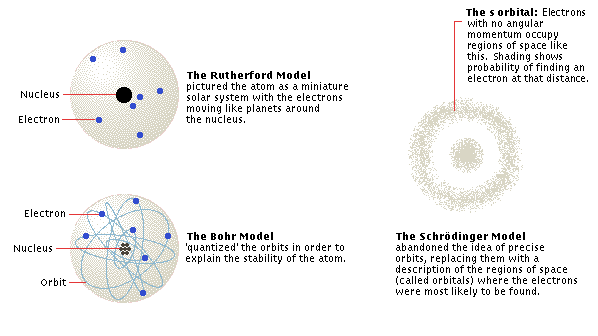 Nucleus
Electron
The Rutherford Model
pictured the atom as a miniature
solar system with the electrons
moving like planets around
the nucleus.
Electron
Nucleus
Orbit
The Bohr Model
'quantized' the orbits in order to
explain the stability of the atom.
The s orbital: Electrons
with no angular
momentum occupy
regions of space like
this. Shading shows
probability of finding an
electron at that distance.
The Schrödinger Model
abandoned the idea of precise
orbits, replacing them with a
description of the regions of space
(called orbitals) where the electrons
were most likely to be found.